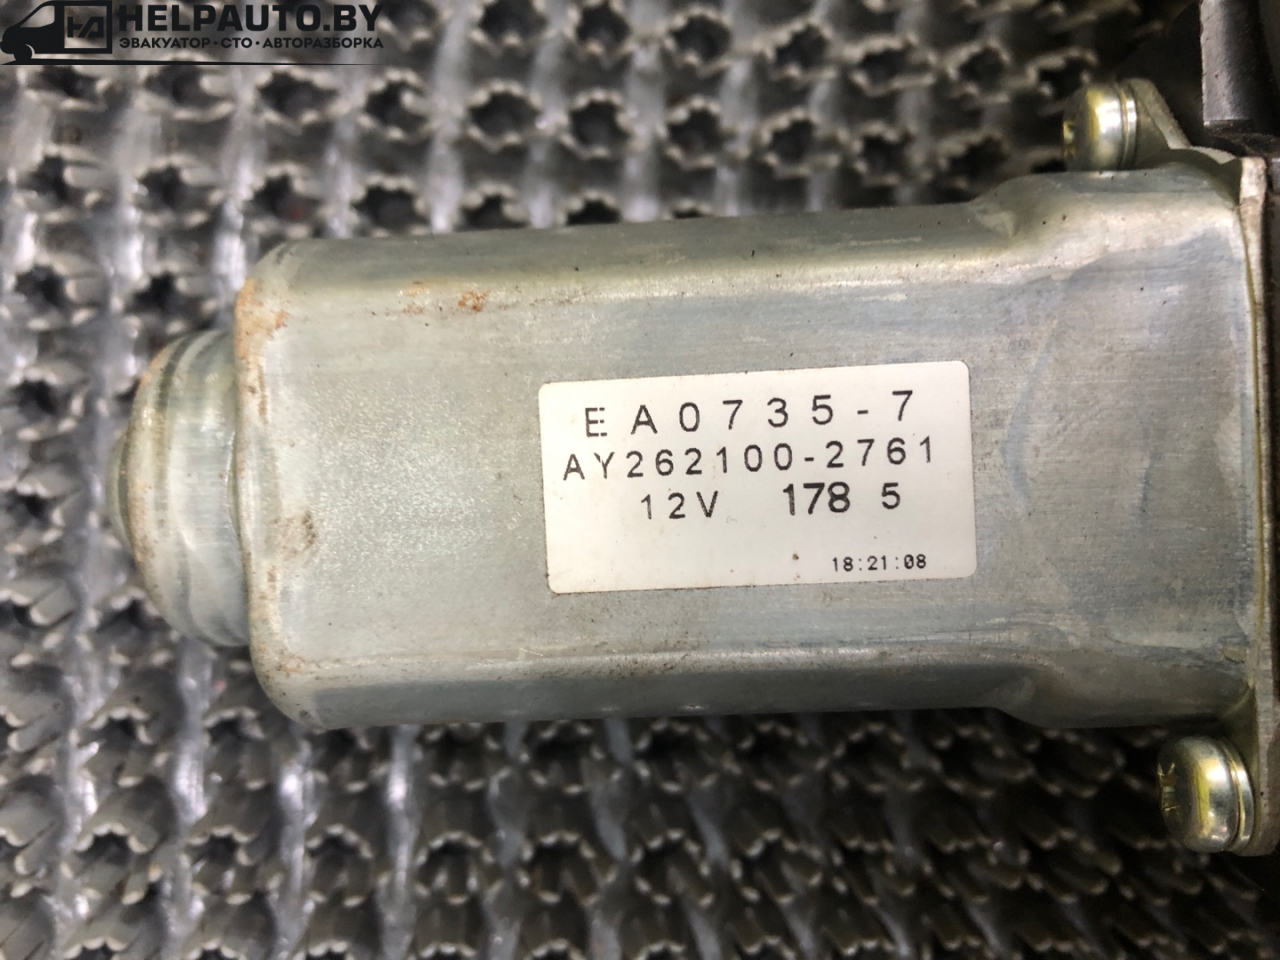 HELPAUTO.BY
ЭВАКУАТОР · СТО · АВТОРАЗБОРКА
EA0735-7
AY262100-2761
12V 178 5
18:21:08